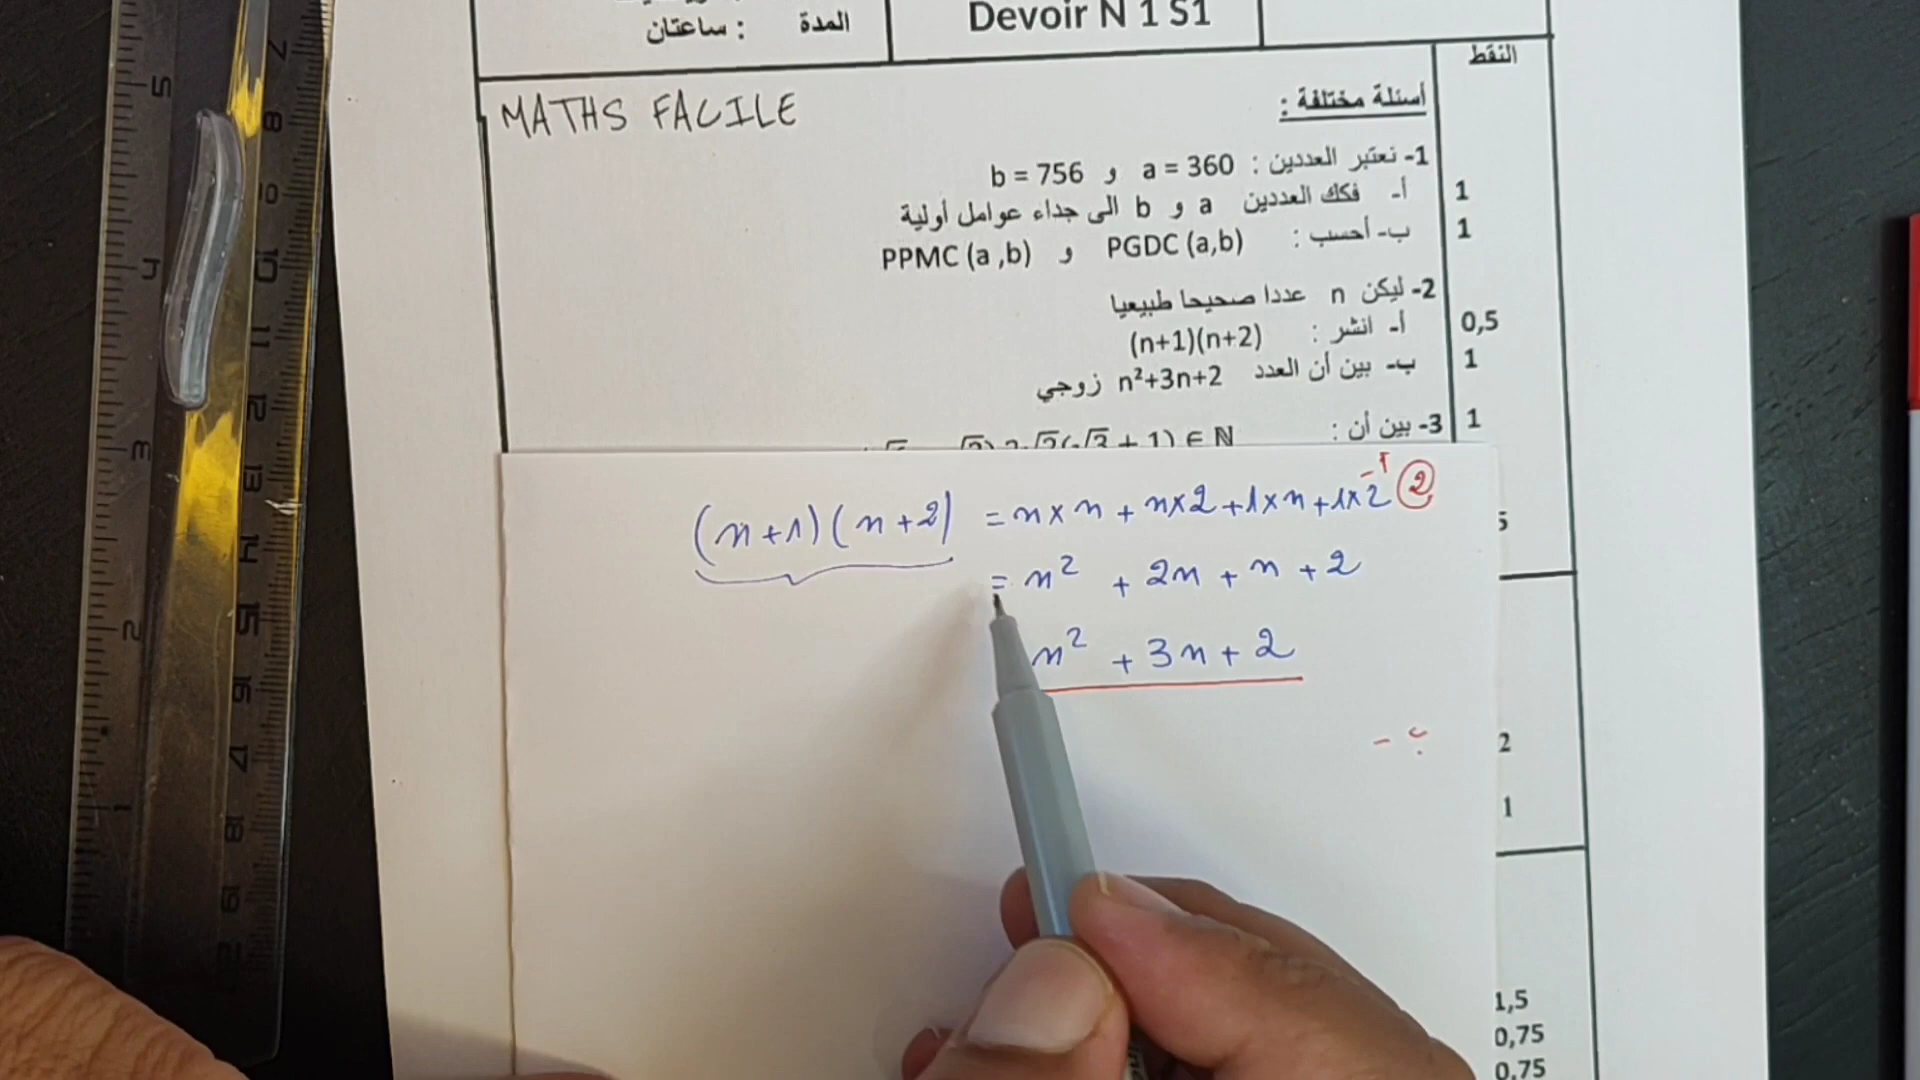 المدة : ساعتان
Devoir N 1 S1
النقط
MATHS FACILE
أسئلة مختلفة :
1- نعتبر العددين : a = 360 و b = 756
أ- فكك العددين a و b الى جداء عوامل أولية 1
ب- أحسب : PGDC (a,b) و PPMC (a ,b) 1
2- ليكن n عددا صحيحا طبيعيا
أ- انشر : (n+1)(n+2) 0,5
ب- بين أن العدد n²+3n+2 زوجي 1
3- بين أن : √3 + 1) ∈ ℕ 1
② أ-
(n+1)(n+2) = n×n + n×2 + 1×n + 1×2
= n² + 2n + n + 2
n² + 3n + 2
ب -
5
2
1
1,5
0,75
0,75